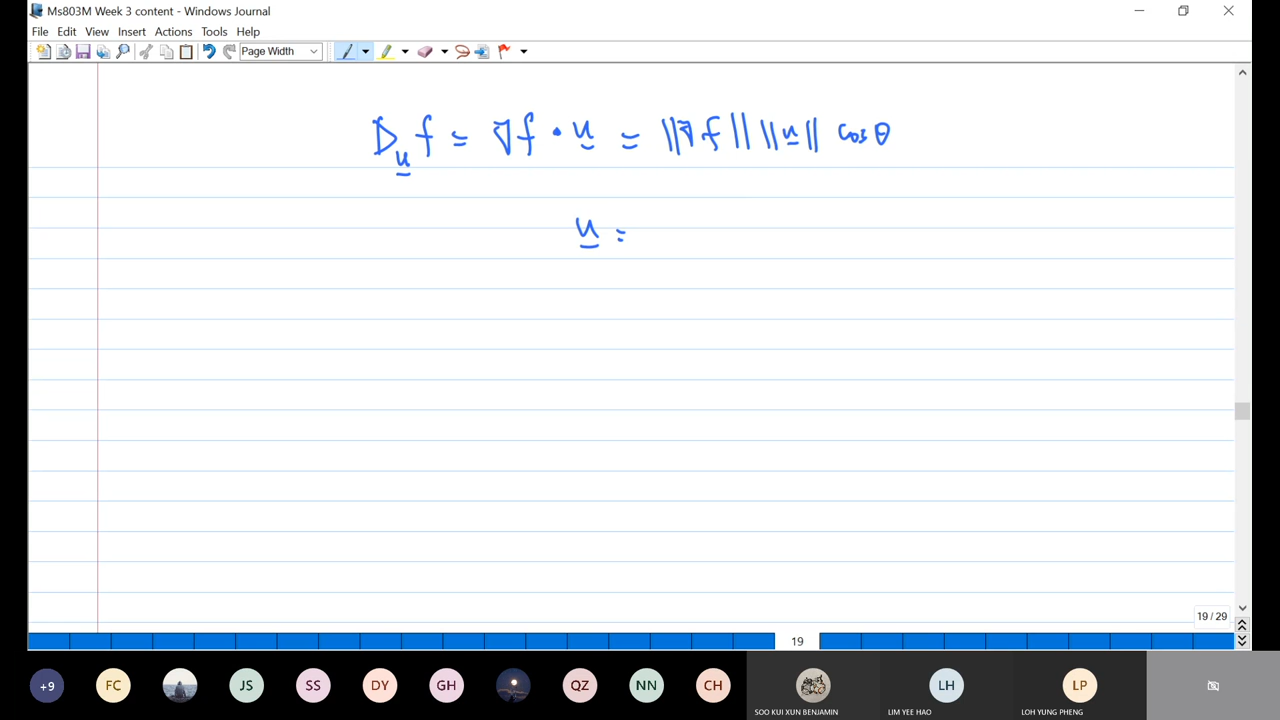 Ms803M Week 3 content - Windows Journal
File Edit View Insert Actions Tools Help
Page Width
D_u f = ∇f • u = ||∇f|| ||u|| cos θ
u =
19 / 29
19
+9 FC JS SS DY GH QZ NN CH LH LP
SOO KUI XUN BENJAMIN LIM YEE HAO LOH YUNG PHENG